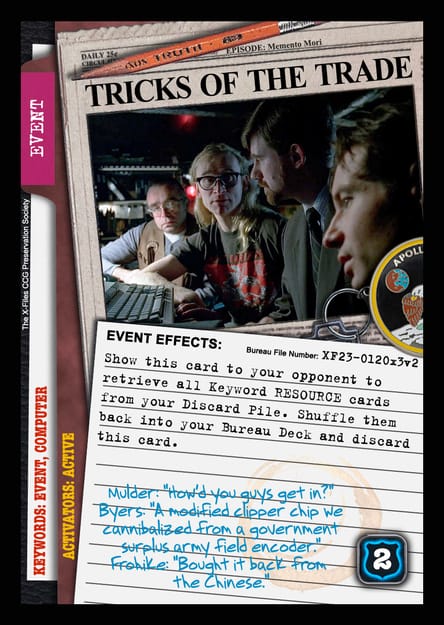 DAILY 25¢
EPISODE: Memento Mori
TRICKS OF THE TRADE
EVENT
The X-Files CCG Preservation Society
KEYWORDS: EVENT, COMPUTER
ACTIVATORS: ACTIVE
EVENT EFFECTS:
Bureau File Number: XF23-0120x3v2
Show this card to your opponent to
retrieve all Keyword RESOURCE cards
from your Discard Pile. Shuffle them
back into your Bureau Deck and discard
this card.
Mulder: "How'd you guys get in?"
Byers: "A modified clipper chip we
cannibalized from a government
surplus army field encoder."
Frohike: "Bought it back from
the Chinese."
2
APOLL